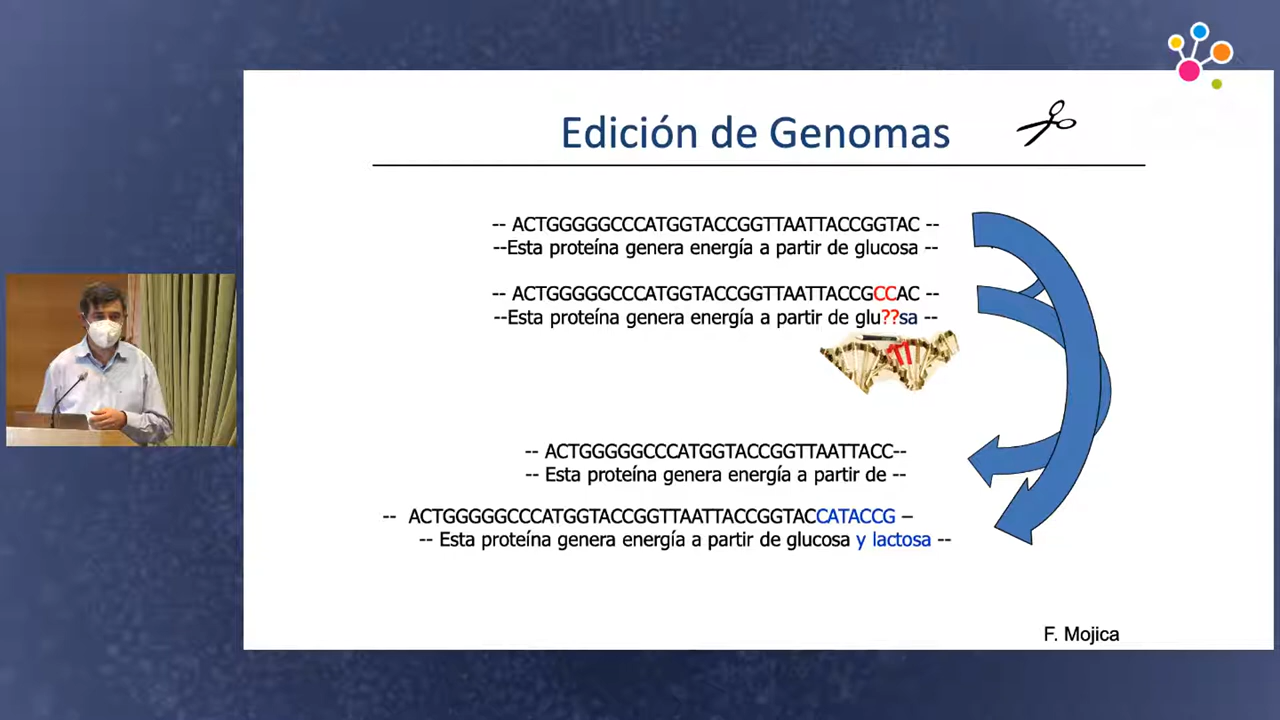 Edición de Genomas
-- ACTGGGGGCCCATGGTACCGGTTAATTACCGGTAC --
--Esta proteína genera energía a partir de glucosa --
-- ACTGGGGGCCCATGGTACCGGTTAATTACCGCCAC --
--Esta proteína genera energía a partir de glu??sa --
-- ACTGGGGGCCCATGGTACCGGTTAATTACC--
-- Esta proteína genera energía a partir de --
-- ACTGGGGGCCCATGGTACCGGTTAATTACCGGTACCATACCG –
-- Esta proteína genera energía a partir de glucosa y lactosa --
F. Mojica